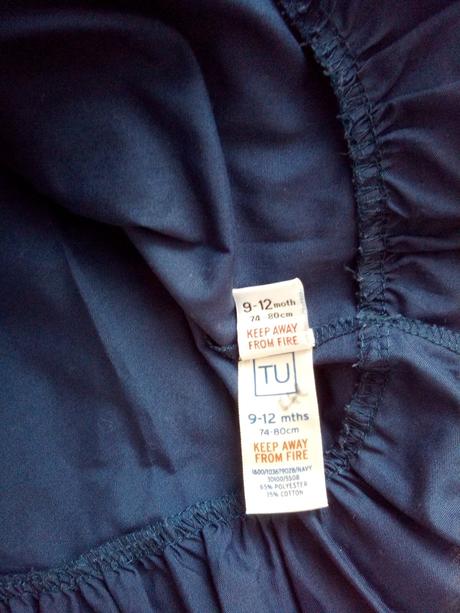 9-12 moth
74 80cm
KEEP AWAY
FROM FIRE
TU
9-12 mths
74-80cm
KEEP AWAY
FROM FIRE
65% POLYESTER
35% COTTON